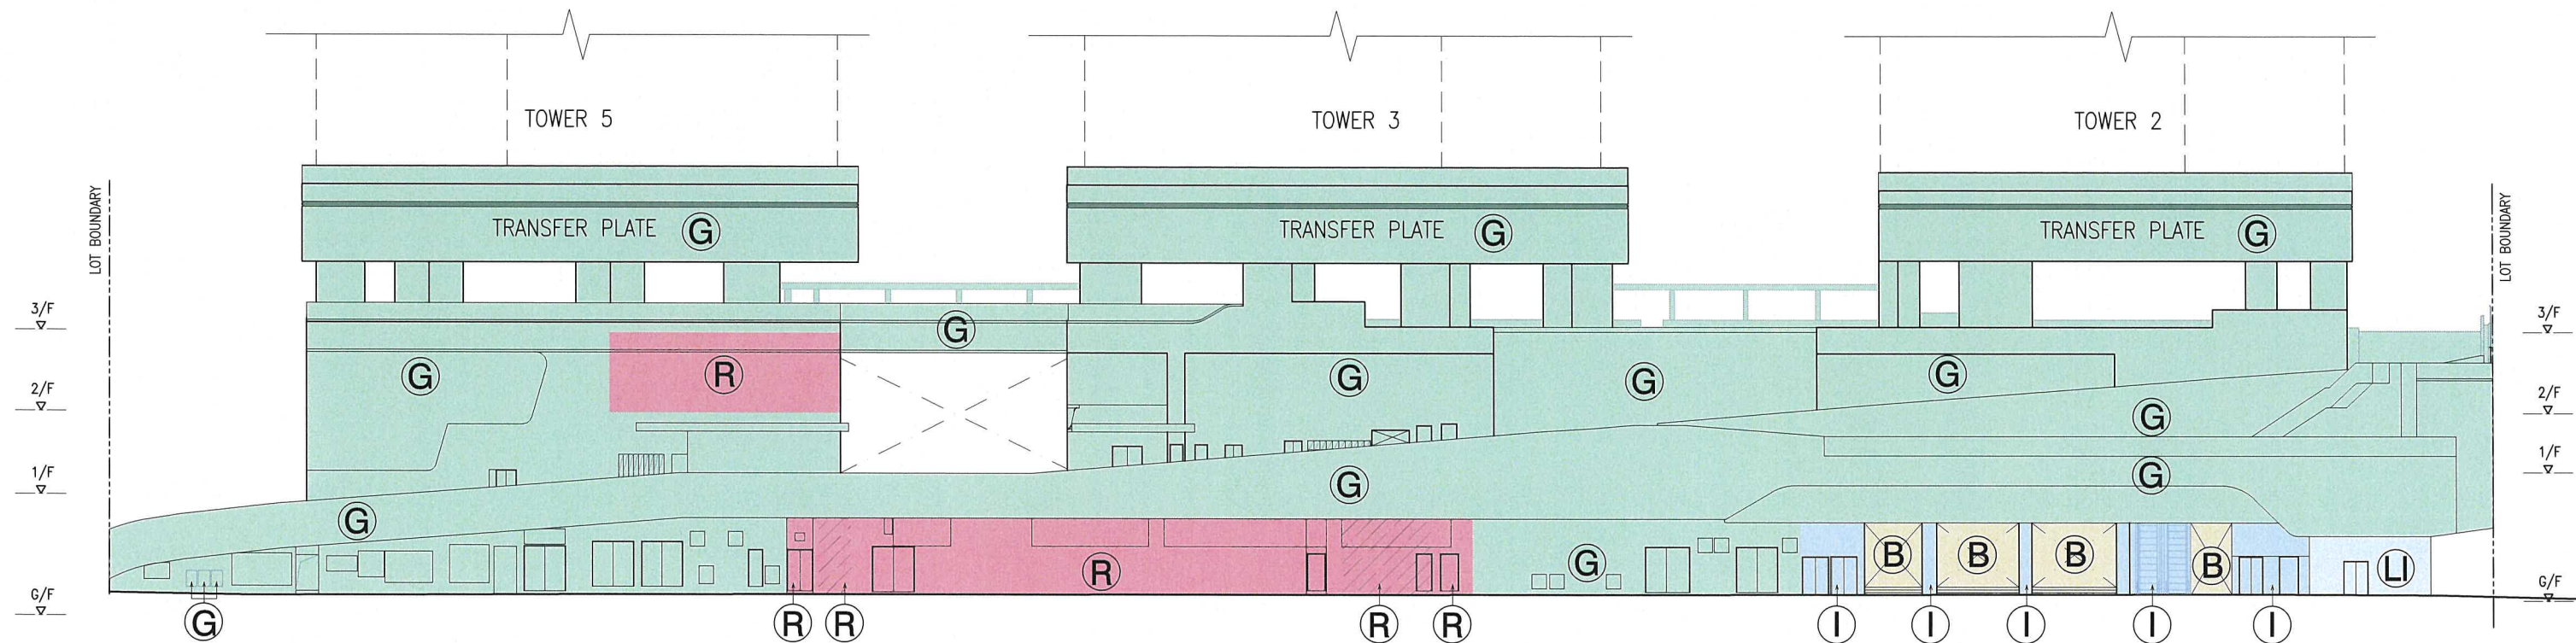 TOWER 5
TOWER 3
TOWER 2
LOT BOUNDARY
LOT BOUNDARY
TRANSFER PLATE G
TRANSFER PLATE G
TRANSFER PLATE G
3/F
3/F
G
G
R
G
G
G
2/F
2/F
G
1/F
1/F
G
G
G
G
B
B
B
B
LI
R
G/F
G/F
G
R
R
R
R
I
I
I
I
I